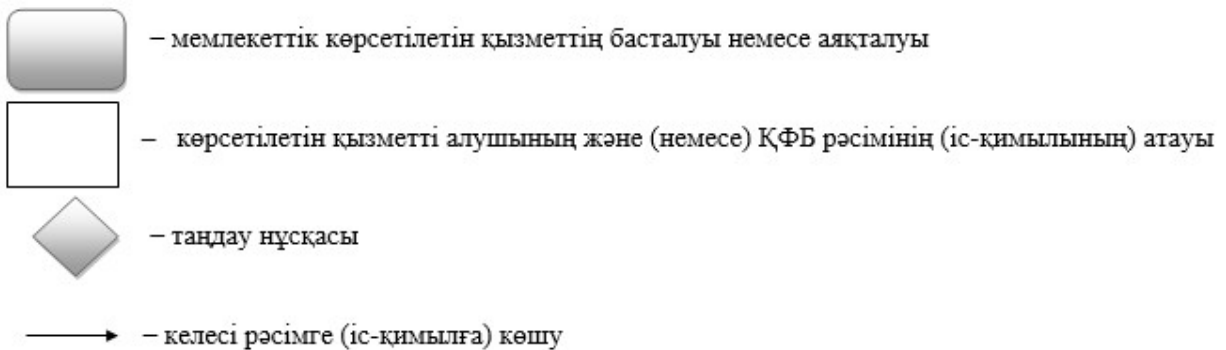 – мемлекеттік көрсетілетін қызметтің басталуы немесе аяқталуы
– көрсетілетін қызметті алушының және (немесе) ҚФБ рәсімінің (іс-қимылының) атауы
– таңдау нұсқасы
– келесі рәсімге (іс-қимылға) көшу